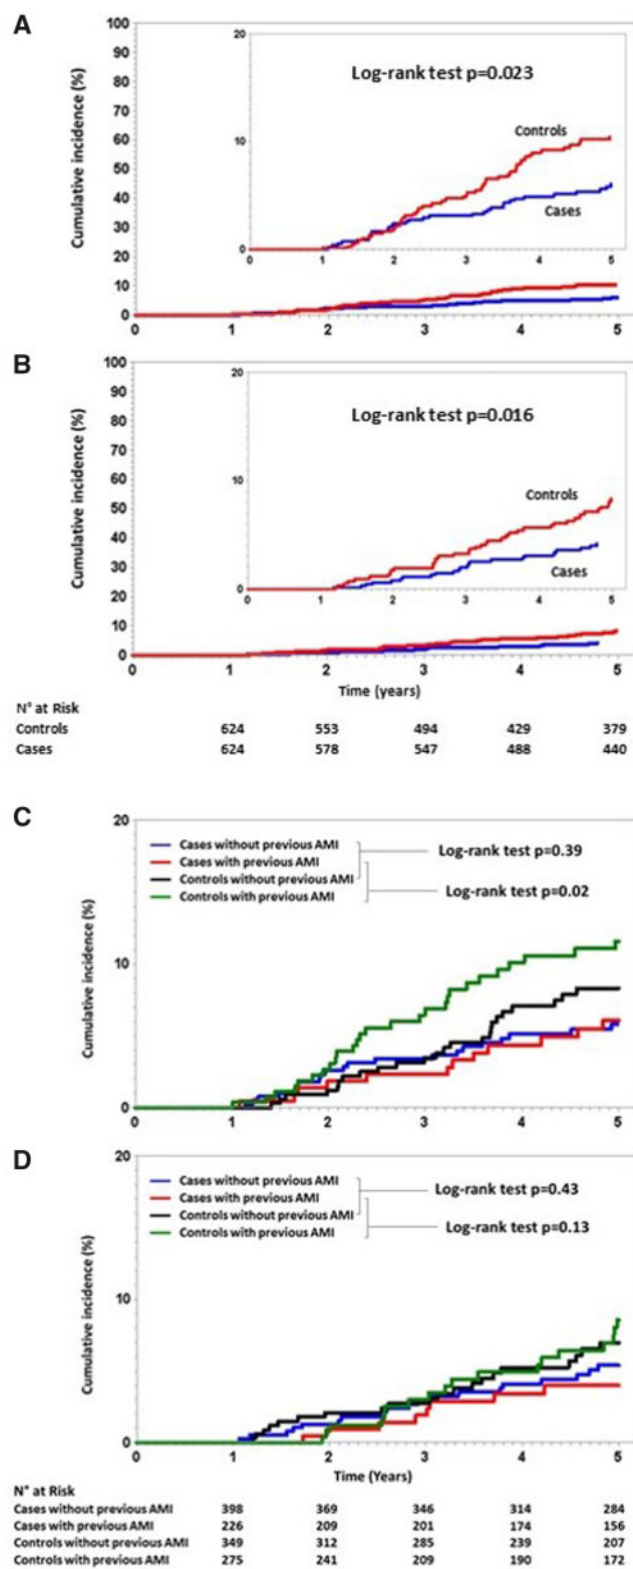 A
Cumulative incidence (%)
100
90
80
70
60
50
40
30
20
10
0
20
10
0
Log-rank test p=0.023
Controls
Cases
0 1 2 3 4 5
0 1 2 3 4 5
B
Cumulative incidence (%)
100
90
80
70
60
50
40
30
20
10
0
20
10
0
Log-rank test p=0.016
Controls
Cases
0 1 2 3 4 5
0 1 2 3 4 5
Time (years)
N° at Risk
Controls 624 553 494 429 379
Cases 624 578 547 488 440
C
Cumulative incidence (%)
20
10
0
Cases without previous AMI
Cases with previous AMI
Controls without previous AMI
Controls with previous AMI
Log-rank test p=0.39
Log-rank test p=0.02
0 1 2 3 4 5
D
Cumulative incidence (%)
20
10
0
Cases without previous AMI
Cases with previous AMI
Controls without previous AMI
Controls with previous AMI
Log-rank test p=0.43
Log-rank test p=0.13
0 1 2 3 4 5
Time (Years)
N° at Risk
Cases without previous AMI 398 369 346 314 284
Cases with previous AMI 226 209 201 174 156
Controls without previous AMI 349 312 285 239 207
Controls with previous AMI 275 241 209 190 172